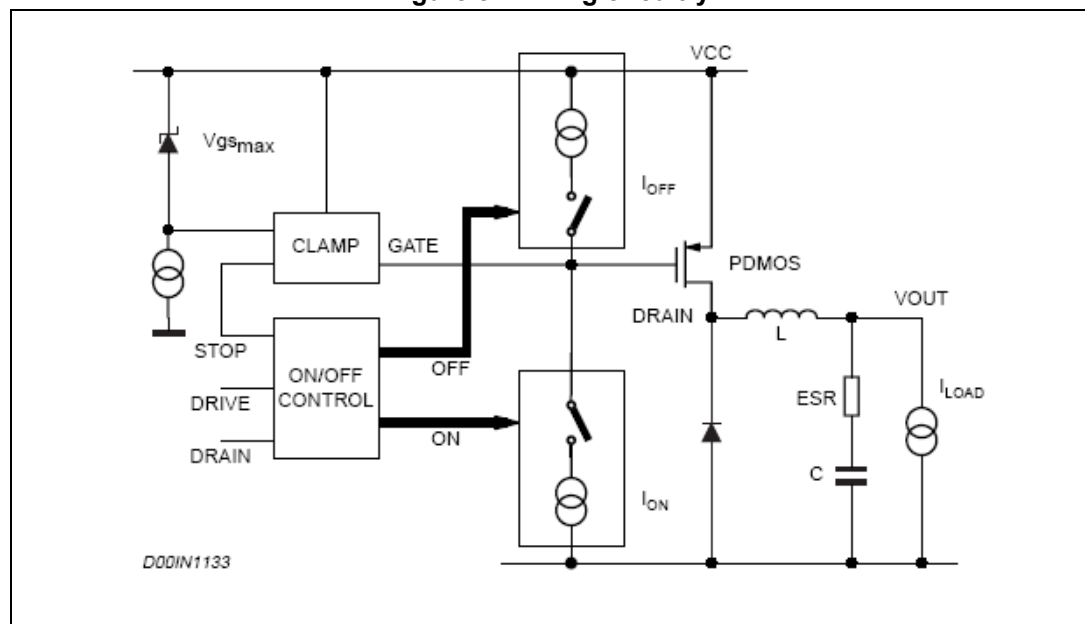 VCC
Vgsmax
IOFF
CLAMP
GATE
PDMOS
DRAIN
VOUT
L
STOP
OFF
ON/OFF
CONTROL
DRIVE
ON
DRAIN
ESR
ILOAD
C
ION
D00IN1133